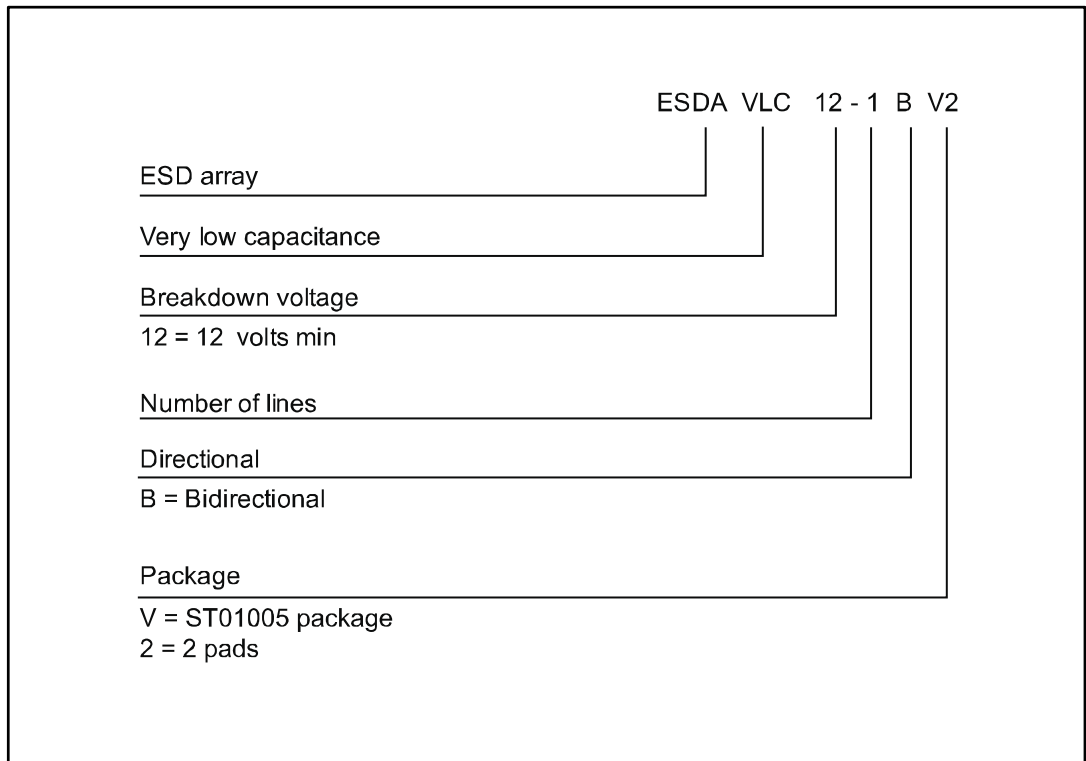 ESDA VLC 12 - 1 B V2
ESD array
Very low capacitance
Breakdown voltage
12 = 12 volts min
Number of lines
Directional
B = Bidirectional
Package
V = ST01005 package
2 = 2 pads